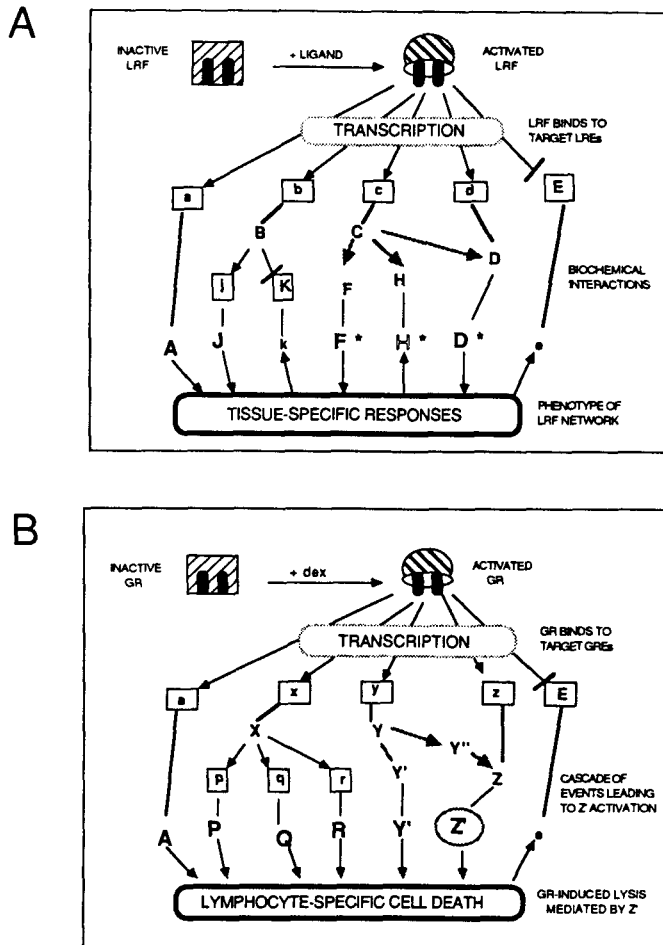 A
INACTIVE
LRF
+ LIGAND
ACTIVATED
LRF
TRANSCRIPTION
LRF BINDS TO
TARGET LREs
a
b
c
d
E
B
C
D
BIOCHEMICAL
INTERACTIONS
j
K
F
H
A
J
k
F *
H *
D *
e
TISSUE-SPECIFIC RESPONSES
PHENOTYPE OF
LRF NETWORK
B
INACTIVE
GR
+ dex
ACTIVATED
GR
TRANSCRIPTION
GR BINDS TO
TARGET GREs
a
x
y
z
E
X
Y
Y''
Z
Y'
p
q
r
CASCADE OF
EVENTS LEADING
TO Z' ACTIVATION
A
P
Q
R
Y'
Z'
e
LYMPHOCYTE-SPECIFIC CELL DEATH
GR-INDUCED LYSIS
MEDIATED BY Z'